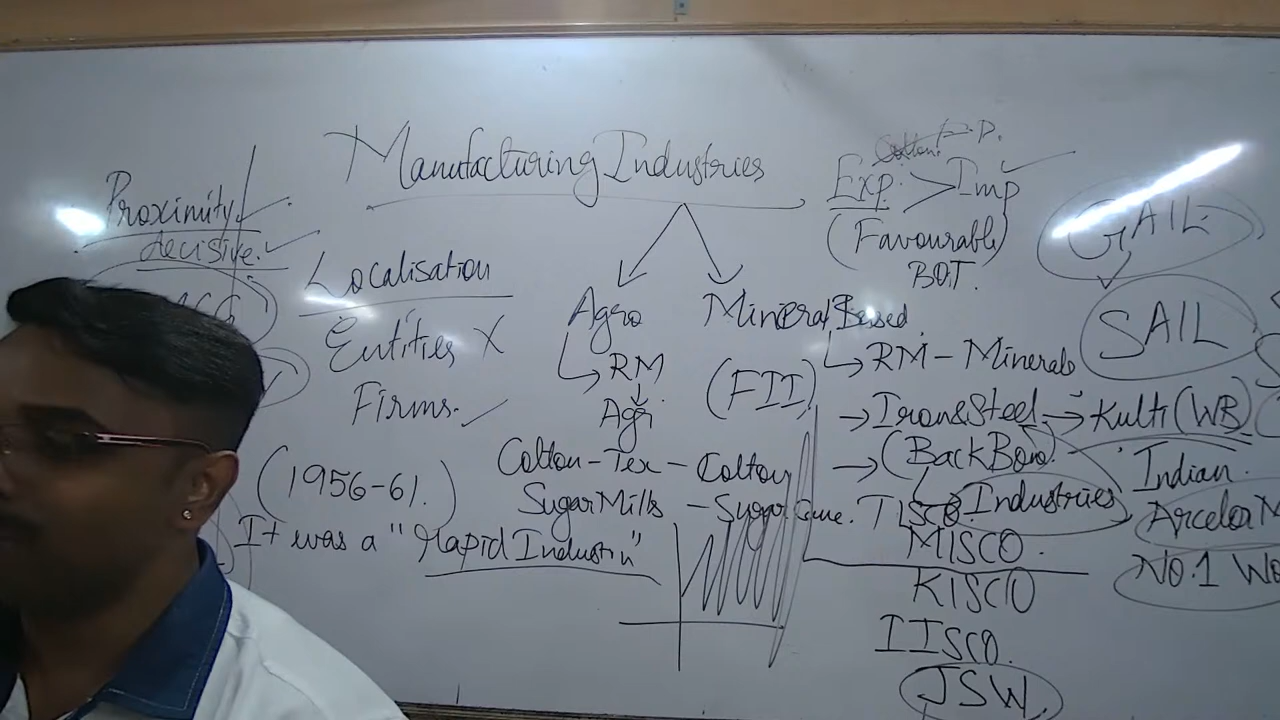 Manufacturing Industries
Proximity
decisive.
Localisation
Entities X
Firms.
(1956-61.)
It was a "Rapid Industrn"
Agro
RM
Agri
Cotton-Tex - Cotton
Sugar Mills - Sugar Cane.
Mineral Based
RM - Minerals
(FII)
Iron & Steel → Kulti (WB)
(Back Bone)
Industries
TISCO
MISCO.
KISCO
IISCO.
JSW
Exp. > Imp
(Favourable)
B.O.T.
GAIL
SAIL
Indian.
Arcelor M
No.1 Wo